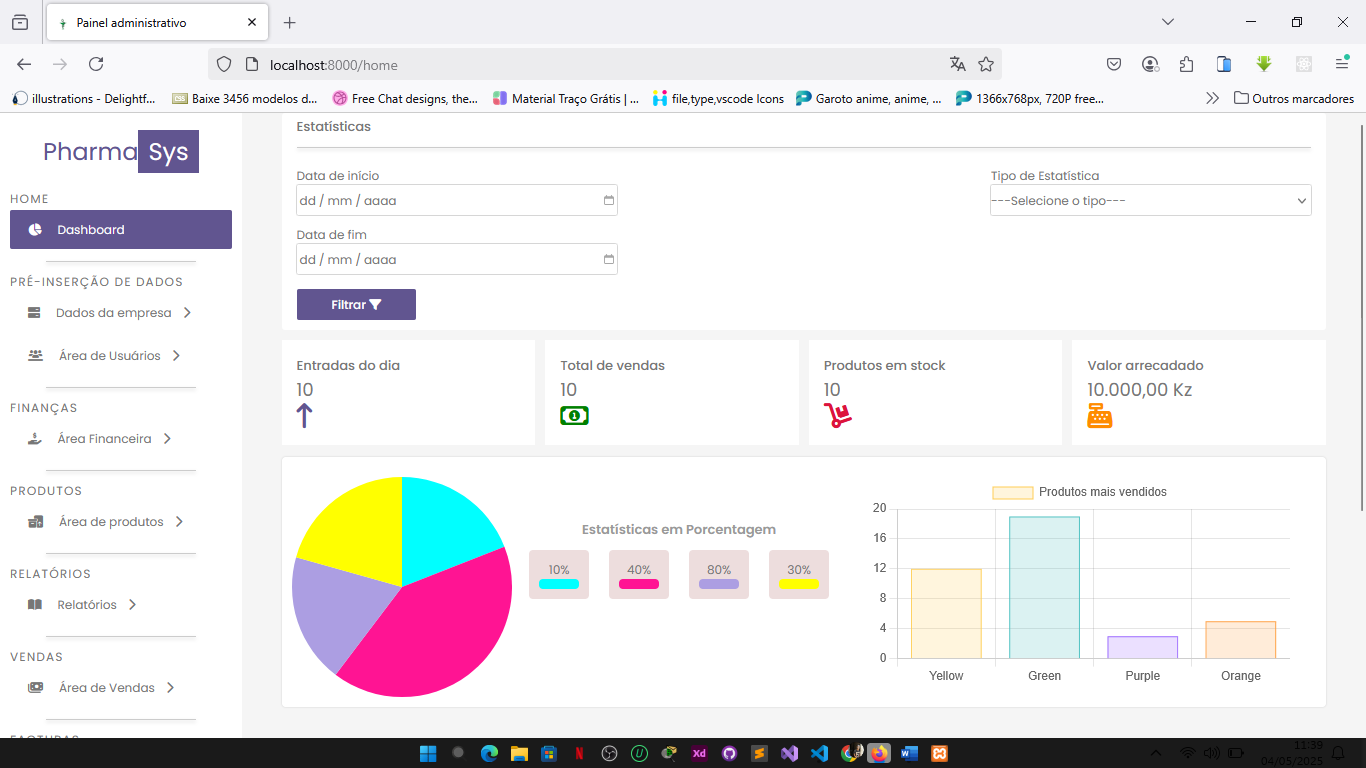 Painel administrativo
localhost:8000/home
illustrations - Delightf...
Baixe 3456 modelos d...
Free Chat designs, the...
Material Traço Grátis | ...
file,type,vscode Icons
Garoto anime, anime, ...
1366x768px, 720P free...
Outros marcadores
Pharma Sys
HOME
Dashboard
PRÉ-INSERÇÃO DE DADOS
Dados da empresa
Área de Usuários
FINANÇAS
Área Financeira
PRODUTOS
Área de produtos
RELATÓRIOS
Relatórios
VENDAS
Área de Vendas
Estatísticas
Data de início
dd / mm / aaaa
Tipo de Estatística
---Selecione o tipo---
Data de fim
dd / mm / aaaa
Filtrar
Entradas do dia
10
Total de vendas
10
Produtos em stock
10
Valor arrecadado
10.000,00 Kz
Estatísticas em Porcentagem
10%
40%
80%
30%
Produtos mais vendidos
20
16
12
8
4
0
Yellow
Green
Purple
Orange
Xd
11:39
04/05/2025